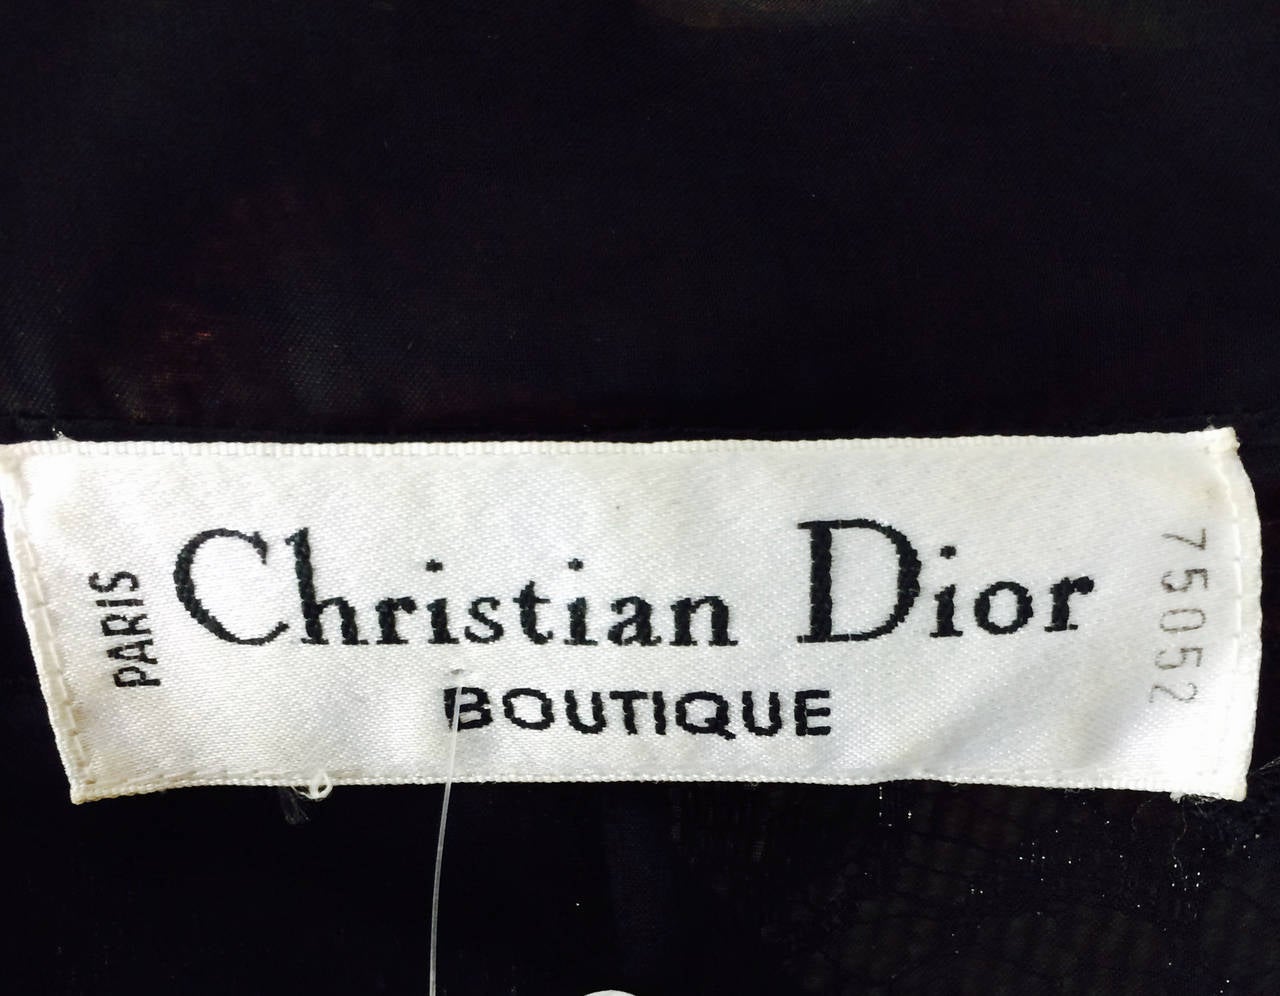 PARIS
Christian Dior
BOUTIQUE
75052